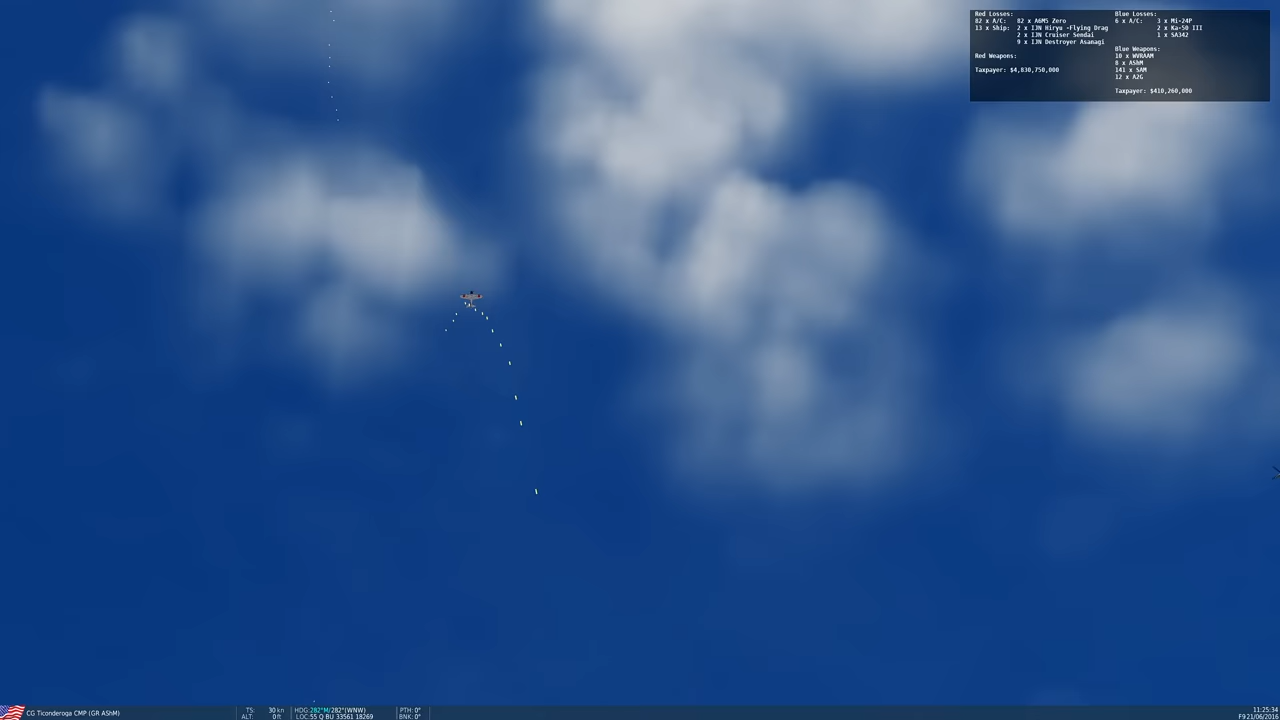 Red Losses:
82 x A/C: 82 x A6M5 Zero
13 x Ship: 2 x IJN Hiryu -Flying Drag
2 x IJN Cruiser Sendai
9 x IJN Destroyer Asanagi
Red Weapons:
Taxpayer: $4,830,750,000
Blue Losses:
6 x A/C: 3 x Mi-24P
2 x Ka-50 III
1 x SA342
Blue Weapons:
10 x WVRAAM
8 x AShM
141 x SAM
12 x A2G
Taxpayer: $410,260,000
CG Ticonderoga CMP (GR AShM)
TS: 30 kn
ALT: 0 ft
HDG: 282°M/282°(WNW)
LOC: 55 Q BU 33561 18269
PTH: 0°
BNK: 0°
11:25:34
F9 21/06/2016